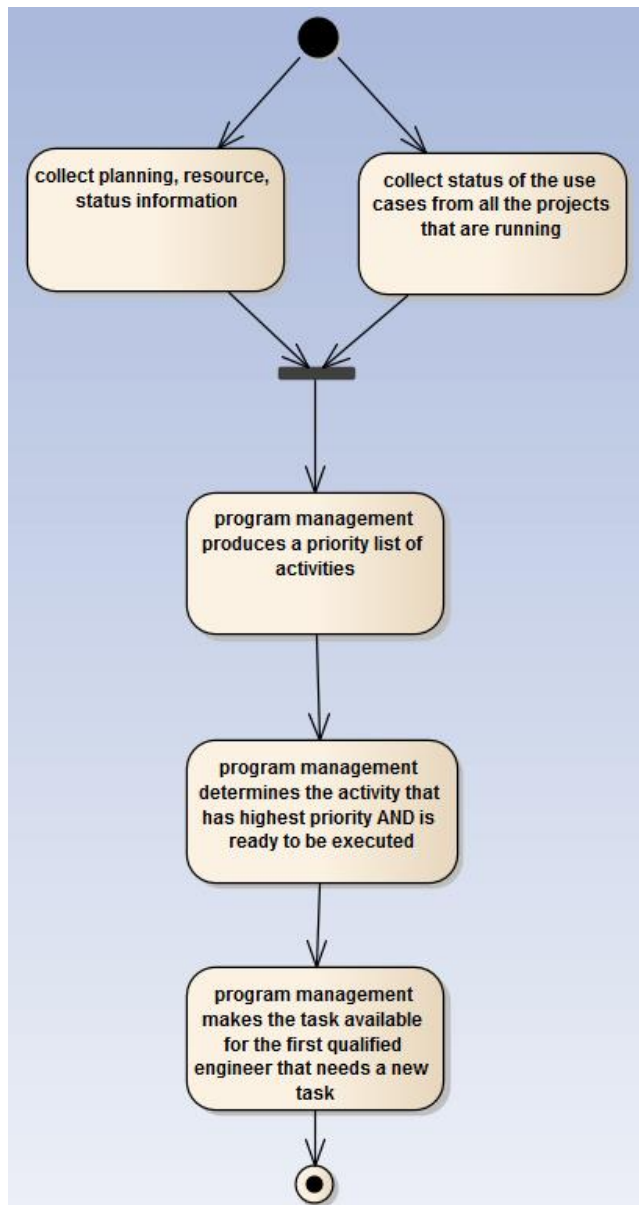 collect planning, resource,
status information
collect status of the use
cases from all the projects
that are running
program management
produces a priority list of
activities
program management
determines the activity that
has highest priority AND is
ready to be executed
program management
makes the task available
for the first qualified
engineer that needs a new
task